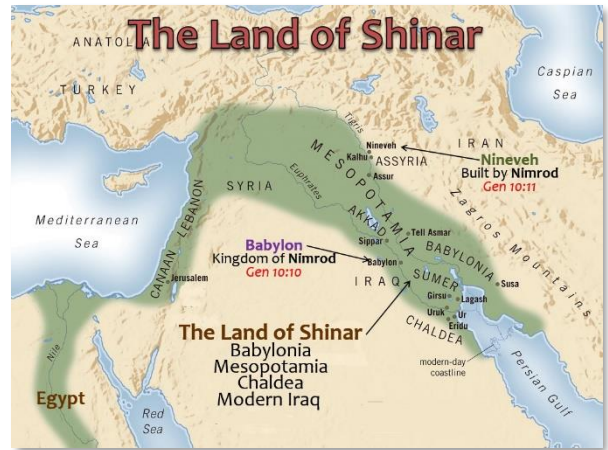 The Land of Shinar
ANATOLIA
TURKEY
Caspian
Sea
Tigris
Nineveh
Kalhu
ASSYRIA
Assur
IRAN
Nineveh
Built by Nimrod
Gen 10:11
MESOPOTAMIA
Zagros Mountains
SYRIA
Euphrates
Mediterranean
Sea
LEBANON
CANAAN
Jerusalem
AKKAD
Tell Asmar
Sippar
BABYLONIA
Babylon
Kingdom of Nimrod
Gen 10:10
Babylon
IRAQ
SUMER
Susa
Girsu
Lagash
Uruk
Ur
Eridu
CHALDEA
The Land of Shinar
Babylonia
Mesopotamia
Chaldea
Modern Iraq
modern-day
coastline
Persian Gulf
Nile
Egypt
Red
Sea